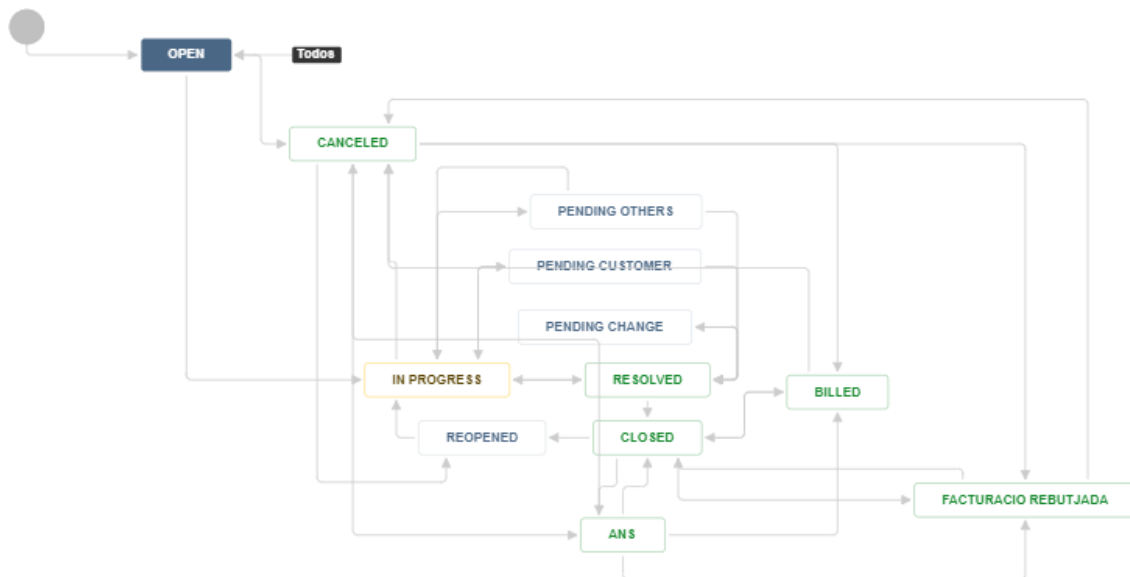 OPEN
Todos
CANCELED
PENDING OTHERS
PENDING CUSTOMER
PENDING CHANGE
IN PROGRESS
RESOLVED
BILLED
REOPENED
CLOSED
FACTURACIO REBUTJADA
ANS